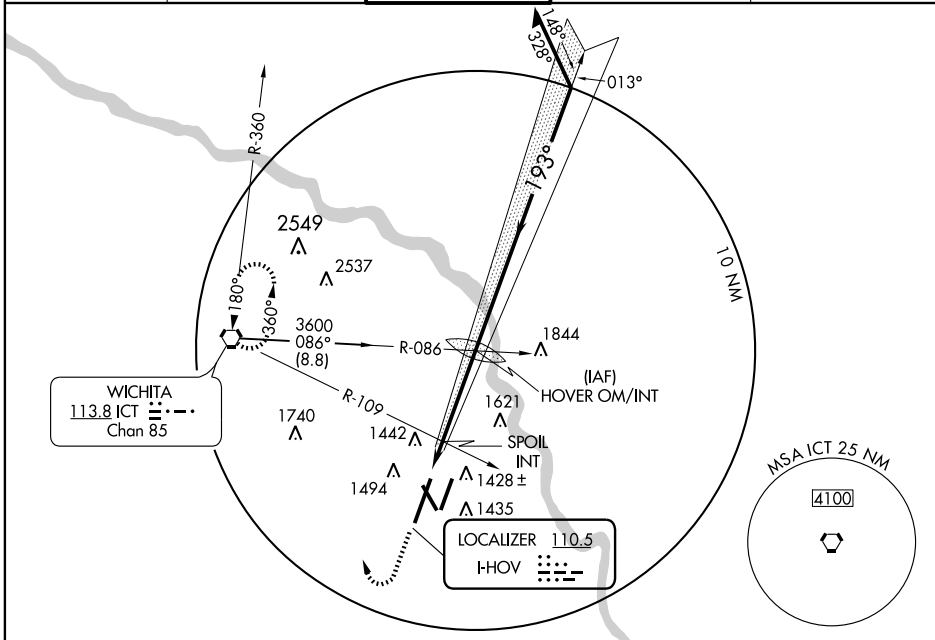 148°
328°
013°
R-360
193°
2549
2537
10 NM
180°
360°
3600
086°
(8.8)
R-086
1844
(IAF)
HOVER OM/INT
WICHITA
113.8 ICT
Chan 85
R-109
1740
1442
1621
SPOIL
INT
1494
1428 ±
1435
LOCALIZER 110.5
I-HOV
MSA ICT 25 NM
4100